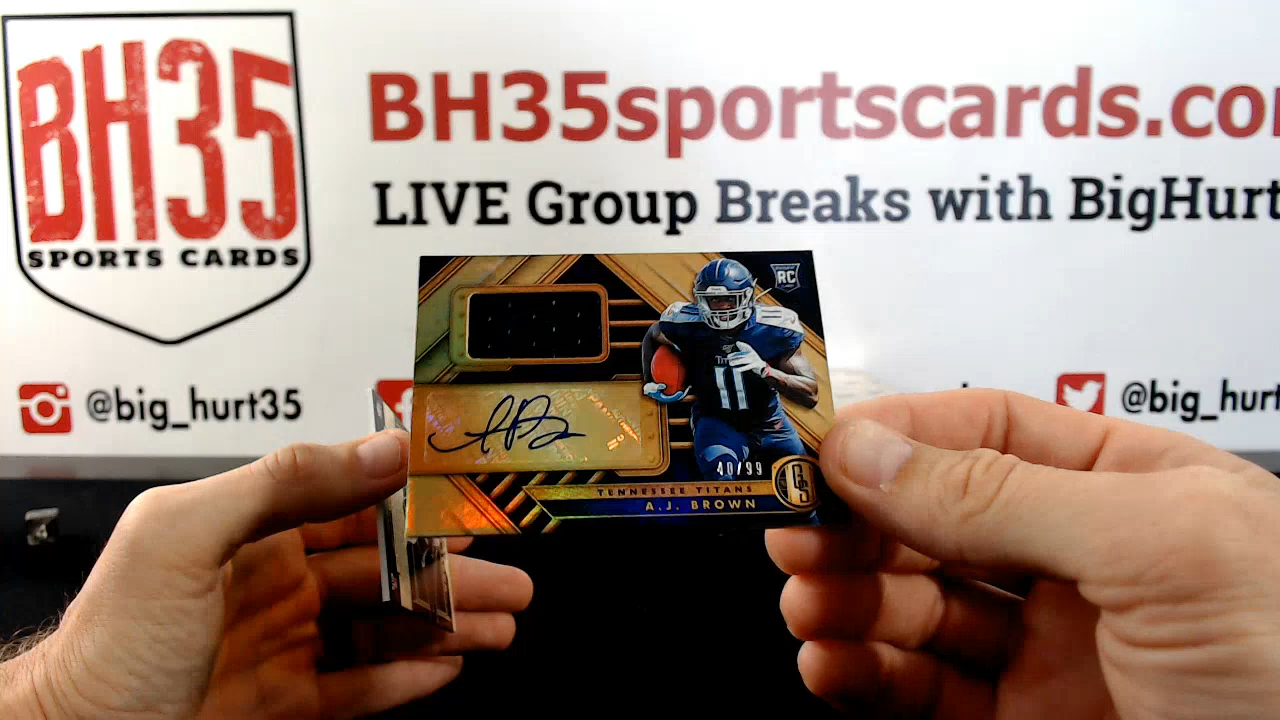 BH35
SPORTS CARDS
BH35sportscards.co
LIVE Group Breaks with BigHurt
@big_hurt35
@big_hurt
RC
11
11
40/99
TENNESSEE TITANS
A.J. BROWN